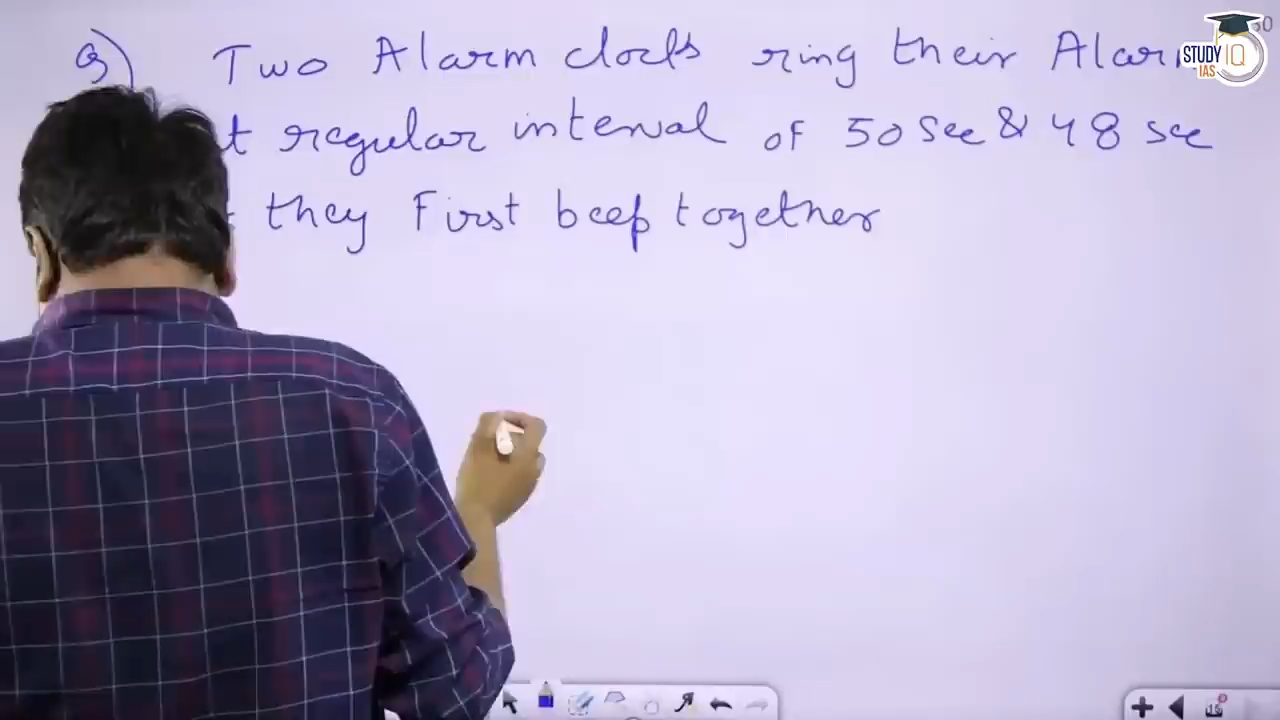 Q) Two Alarm clocks ring their Alarm
regular interval of 50 Sec & 48 sec
they First beep together
STUDY IQ
IAS